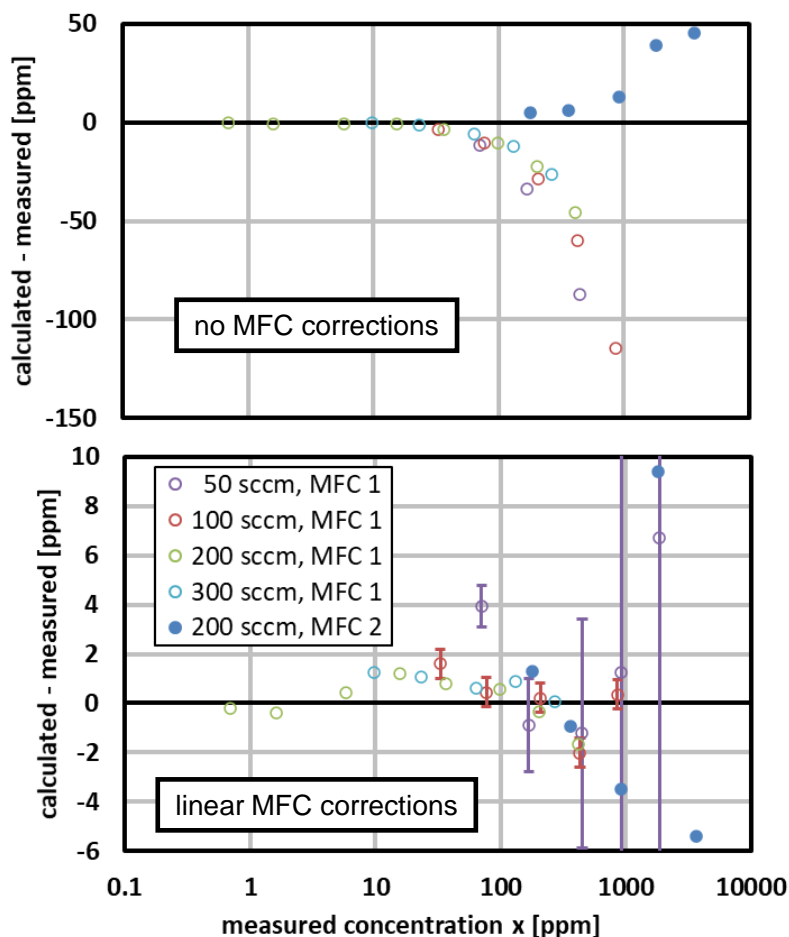 calculated - measured [ppm]
50
0
-50
-100
-150
no MFC corrections
calculated - measured [ppm]
10
8
6
4
2
0
-2
-4
-6
50 sccm, MFC 1
100 sccm, MFC 1
200 sccm, MFC 1
300 sccm, MFC 1
200 sccm, MFC 2
linear MFC corrections
0.1 1 10 100 1000 10000
measured concentration x [ppm]